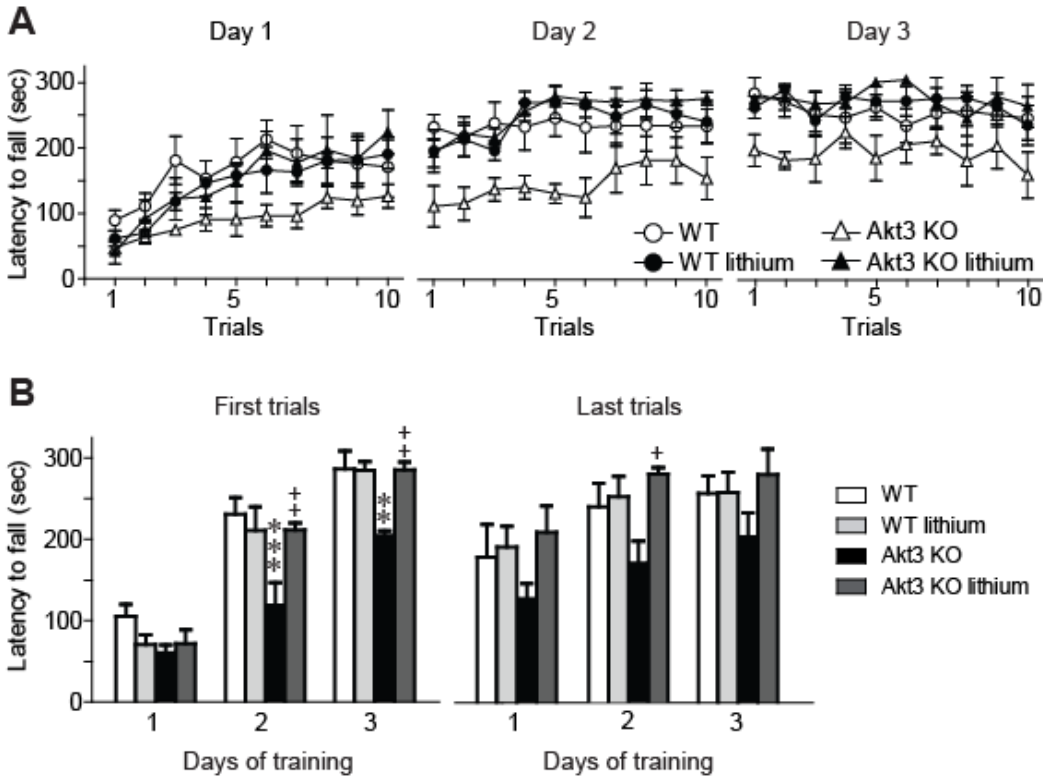 A
Day 1
Day 2
Day 3
Latency to fall (sec)
300
200
100
0
WT
Akt3 KO
WT lithium
Akt3 KO lithium
1 5 10
1 5 10
1 5 10
Trials
Trials
Trials
B
First trials
Last trials
Latency to fall (sec)
300
200
100
0
***
++
**
++
+
WT
WT lithium
Akt3 KO
Akt3 KO lithium
1 2 3
1 2 3
Days of training
Days of training